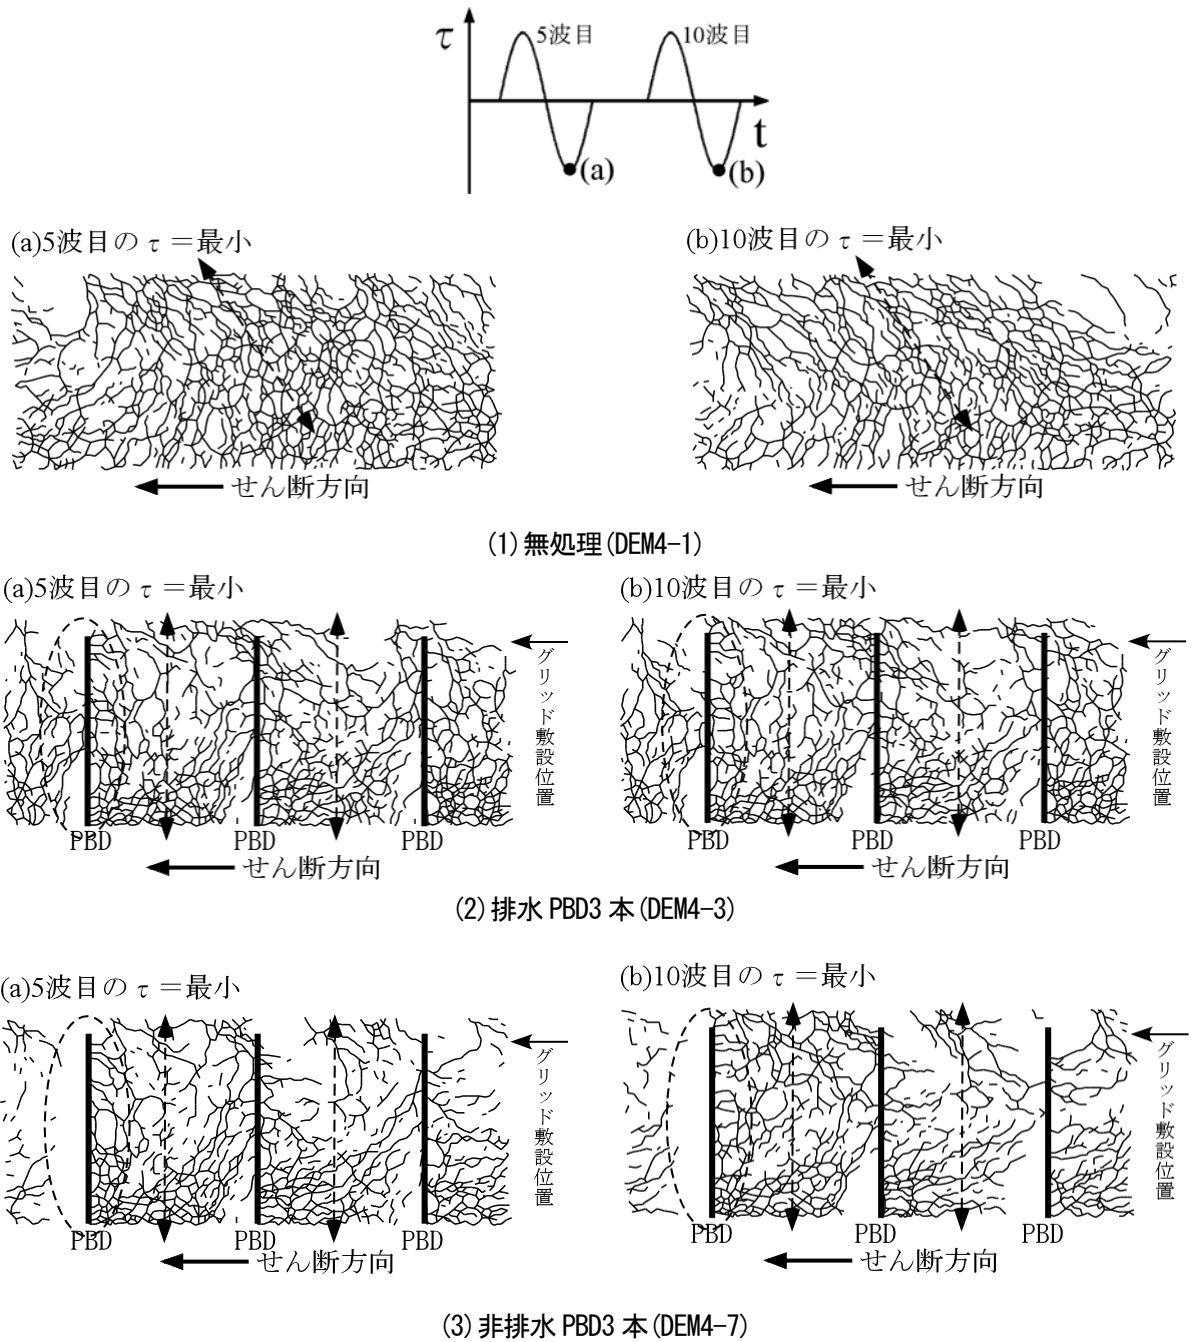 τ
5波目
10波目
t
(a)
(b)
(a)5波目のτ＝最小
(b)10波目のτ＝最小
せん断方向
せん断方向
(1)無処理(DEM4-1)
(a)5波目のτ＝最小
(b)10波目のτ＝最小
グリッド敷設位置
グリッド敷設位置
PBD
PBD
PBD
PBD
PBD
PBD
せん断方向
せん断方向
(2)排水PBD3本(DEM4-3)
(a)5波目のτ＝最小
(b)10波目のτ＝最小
グリッド敷設位置
グリッド敷設位置
PBD
PBD
PBD
PBD
PBD
PBD
せん断方向
せん断方向
(3)非排水PBD3本(DEM4-7)